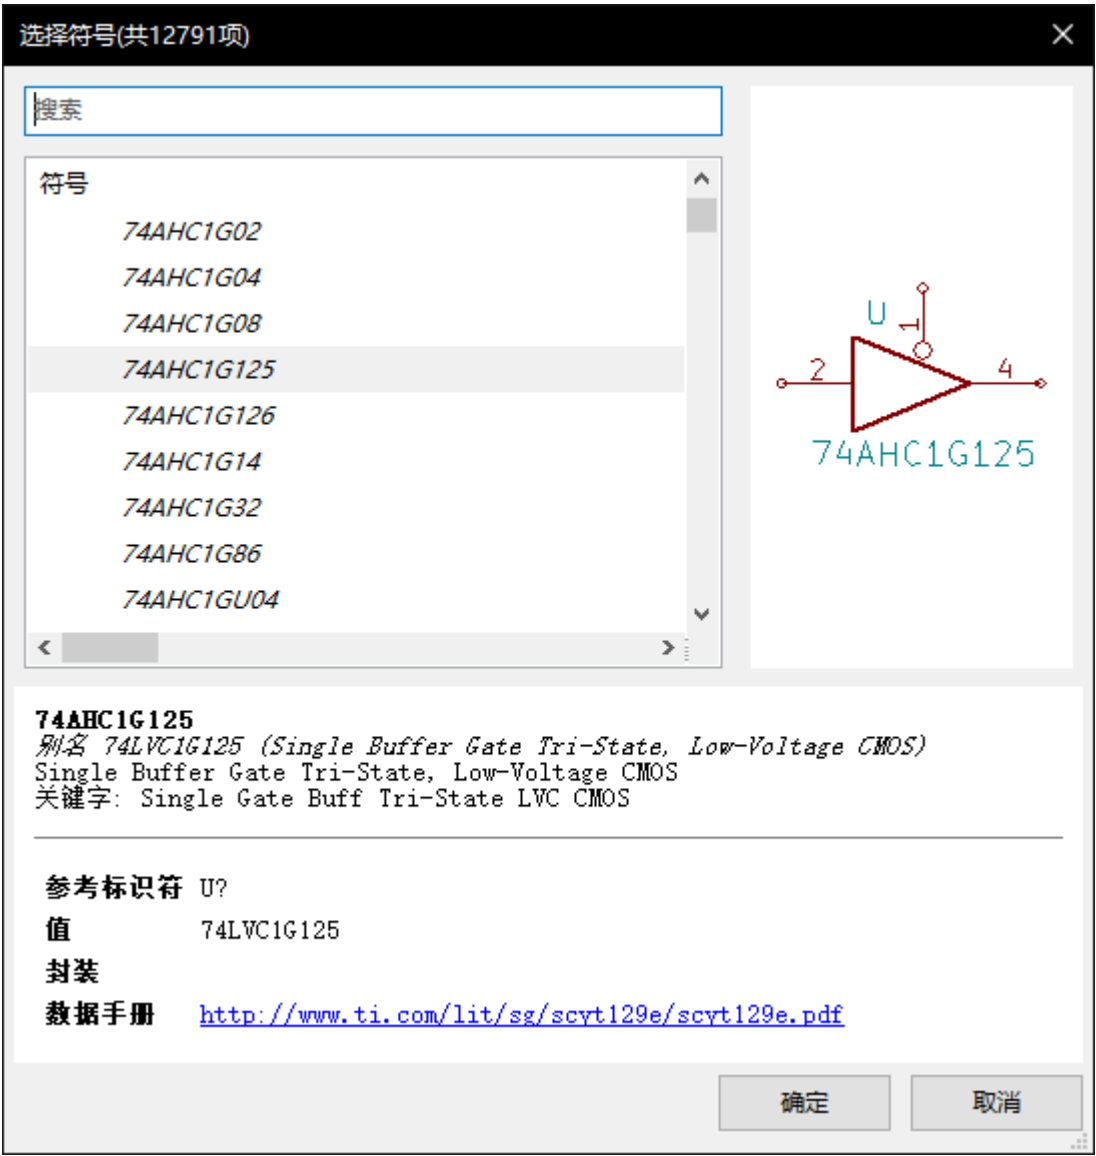 选择符号(共12791项)
搜索
符号
74AHC1G02
74AHC1G04
74AHC1G08
74AHC1G125
74AHC1G126
74AHC1G14
74AHC1G32
74AHC1G86
74AHC1GU04
U
1
2
4
74AHC1G125
74AHC1G125
别名 74LVC1G125 (Single Buffer Gate Tri-State, Low-Voltage CMOS)
Single Buffer Gate Tri-State, Low-Voltage CMOS
关键字: Single Gate Buff Tri-State LVC CMOS
参考标识符 U?
值 74LVC1G125
封装
数据手册 http://www.ti.com/lit/sg/scyt129e/scyt129e.pdf
确定 取消